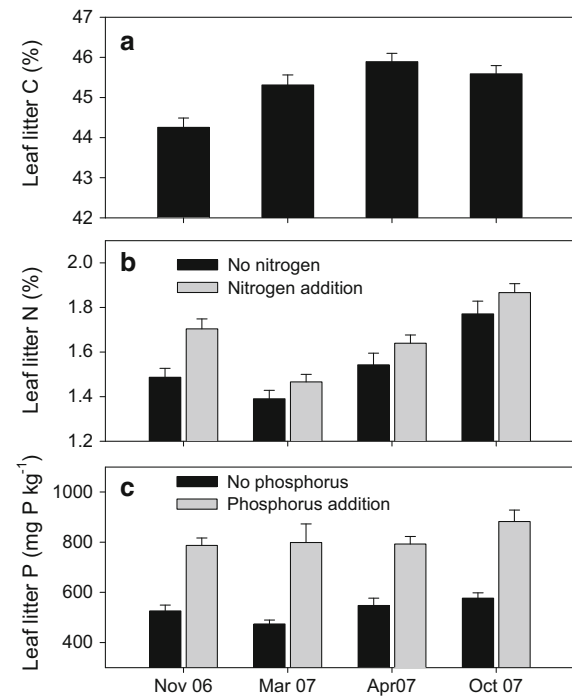 47
46
45
44
43
42
Leaf litter C (%)
a
2.0
1.8
1.6
1.4
1.2
Leaf litter N (%)
b
No nitrogen
Nitrogen addition
1000
800
600
400
Leaf litter P (mg P kg⁻¹)
c
No phosphorus
Phosphorus addition
Nov 06 Mar 07 Apr07 Oct 07